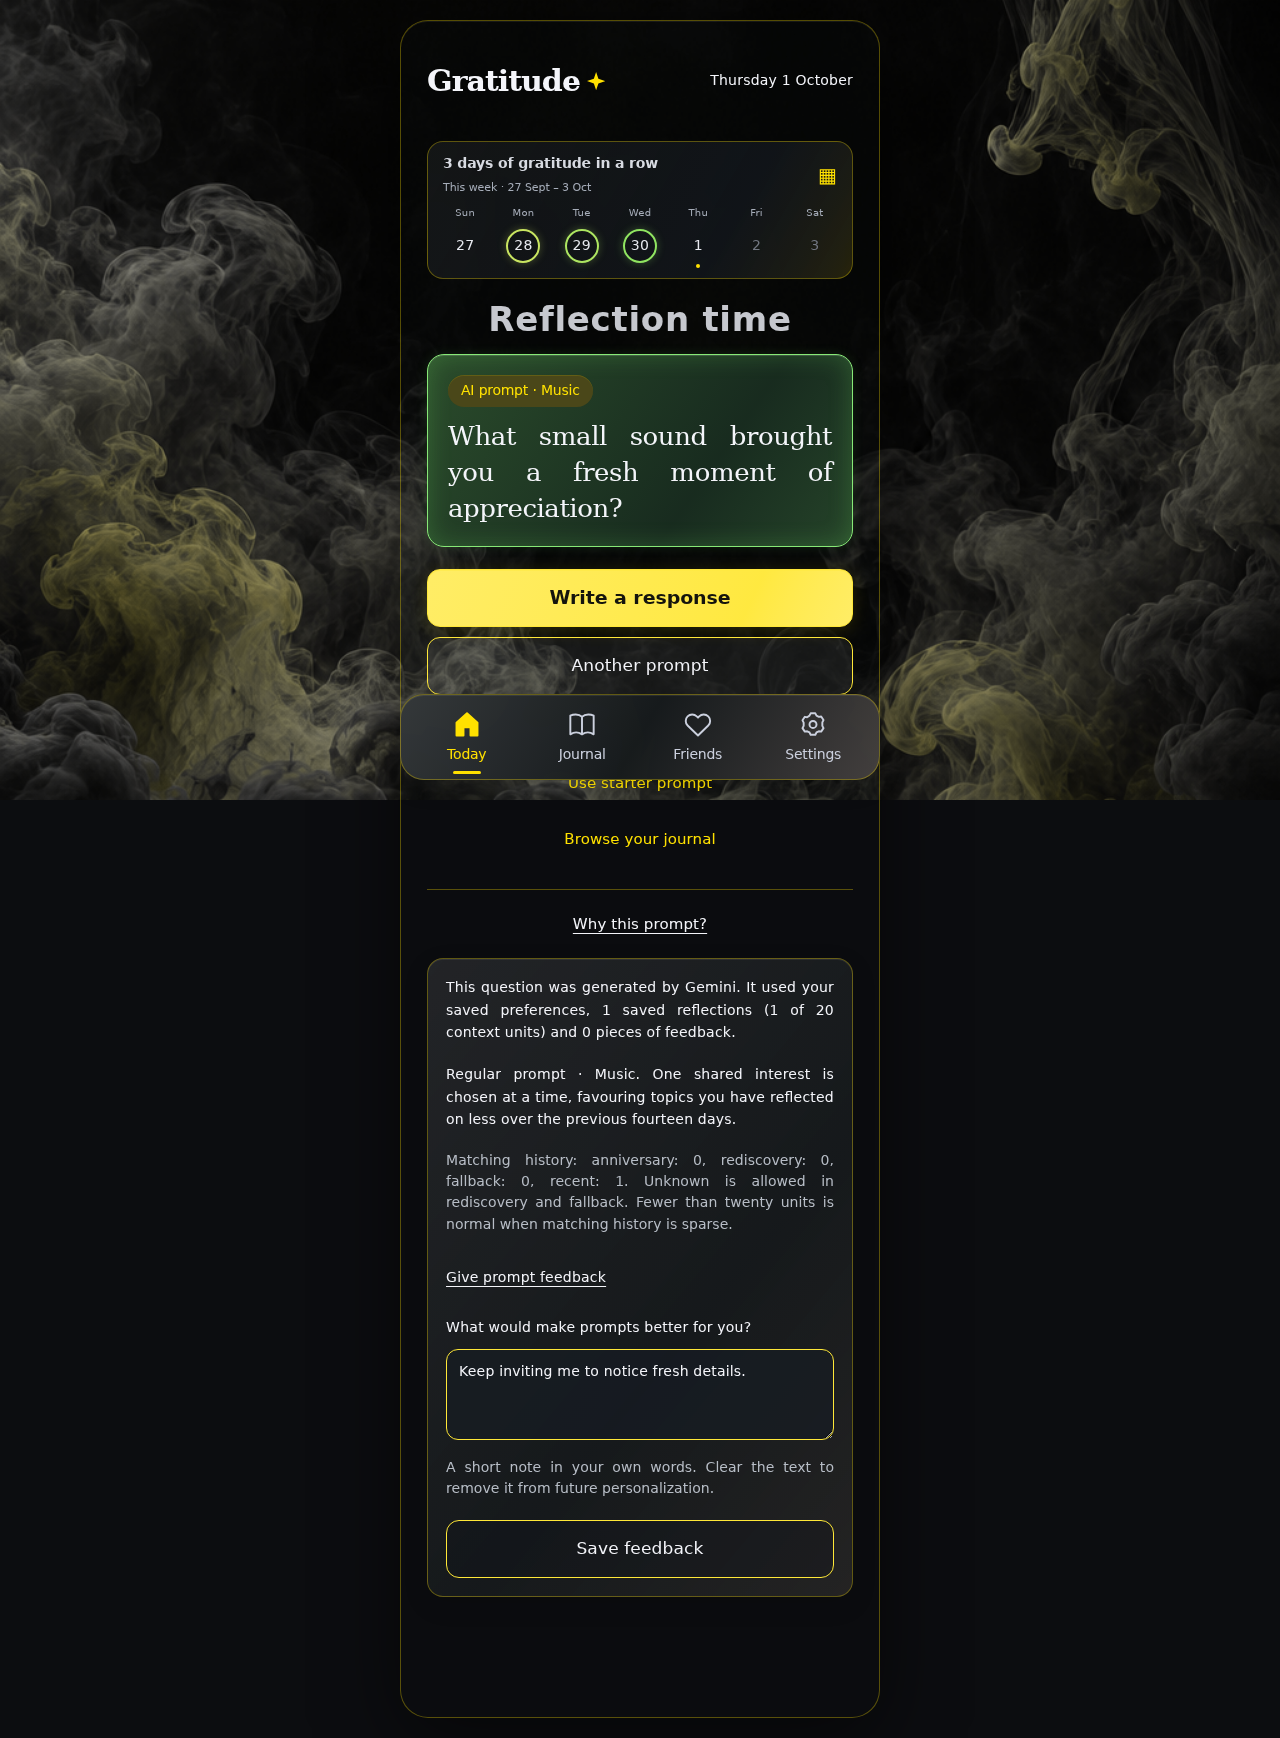 Gratitude
Thursday 1 October
3 days of gratitude in a row
This week · 27 Sept – 3 Oct
Sun Mon Tue Wed Thu Fri Sat
27 28 29 30 1 2 3
Reflection time
AI prompt · Music
What small sound brought
you a fresh moment of
appreciation?
Write a response
Another prompt
Today Journal Friends Settings
Use starter prompt
Browse your journal
Why this prompt?
This question was generated by Gemini. It used your
saved preferences, 1 saved reflections (1 of 20
context units) and 0 pieces of feedback.
Regular prompt · Music. One shared interest is
chosen at a time, favouring topics you have reflected
on less over the previous fourteen days.
Matching history: anniversary: 0, rediscovery: 0,
fallback: 0, recent: 1. Unknown is allowed in
rediscovery and fallback. Fewer than twenty units is
normal when matching history is sparse.
Give prompt feedback
What would make prompts better for you?
Keep inviting me to notice fresh details.
A short note in your own words. Clear the text to
remove it from future personalization.
Save feedback